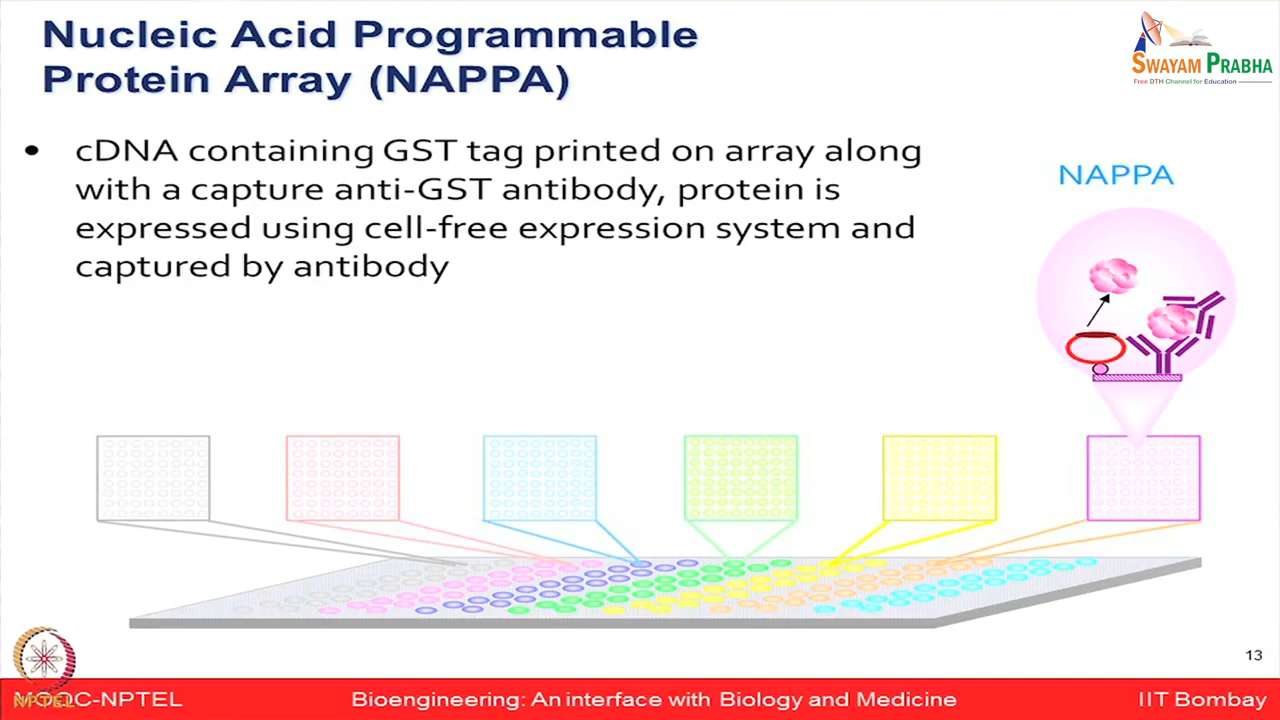 Nucleic Acid Programmable
Protein Array (NAPPA)
SWAYAM PRABHA
Free DTH Channel for Education
• cDNA containing GST tag printed on array along
with a capture anti-GST antibody, protein is
expressed using cell-free expression system and
captured by antibody
NAPPA
13
NPTEL
MOOC-NPTEL
Bioengineering: An interface with Biology and Medicine
IIT Bombay